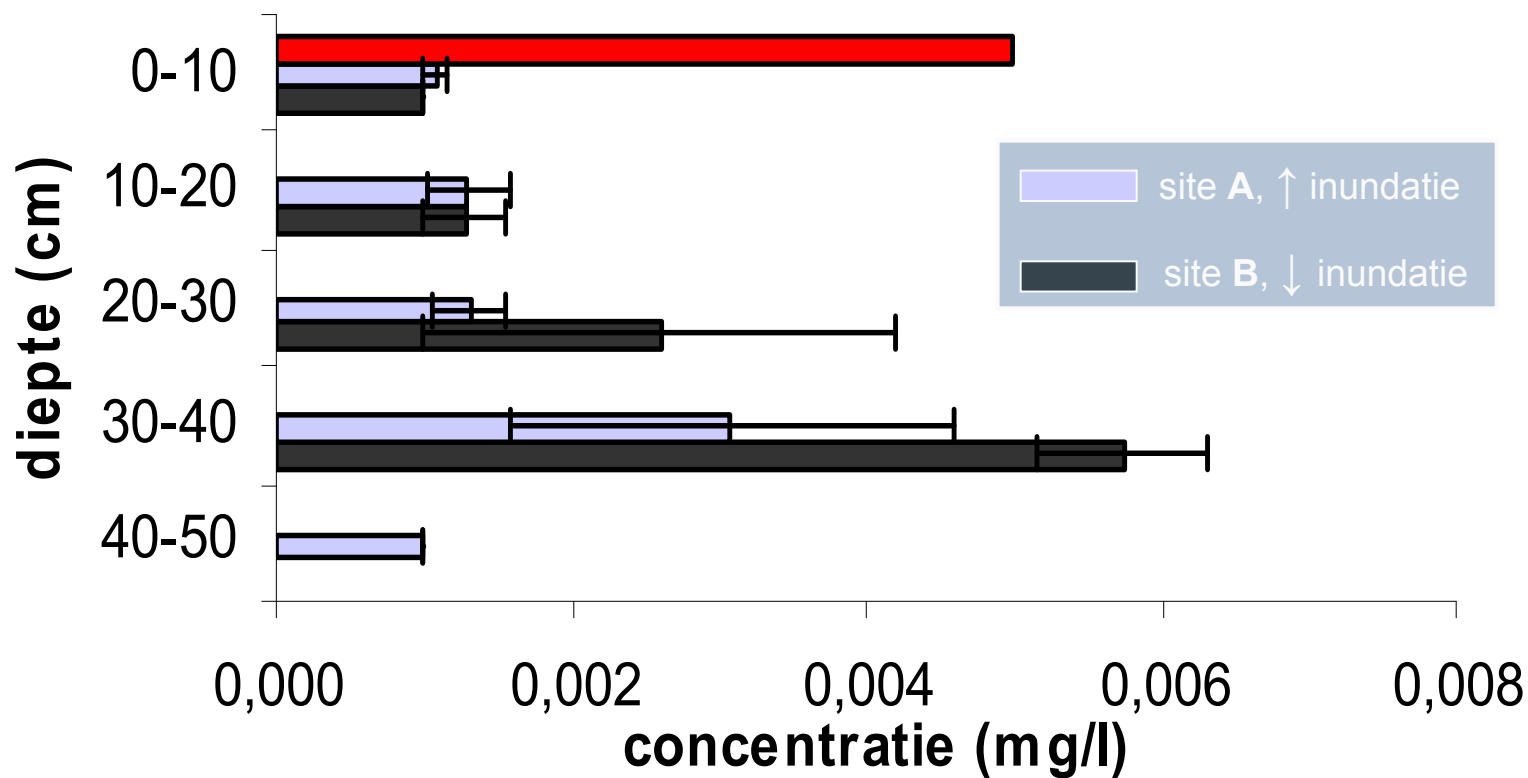 diepte (cm)
0-10
10-20
20-30
30-40
40-50
site A, ↑ inundatie
site B, ↓ inundatie
0,000 0,002 0,004 0,006 0,008
concentratie (mg/l)